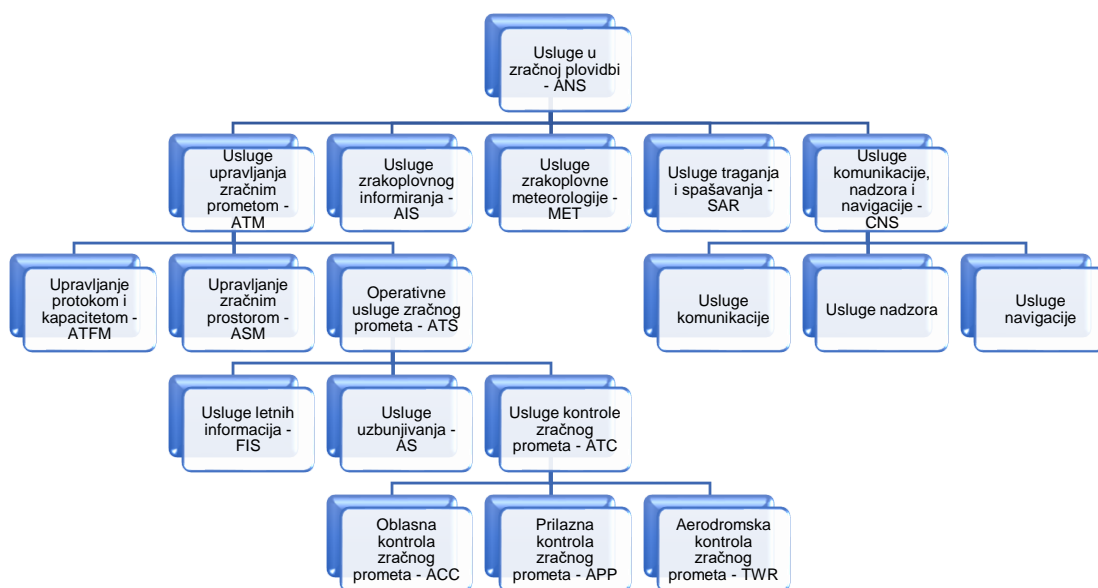 Usluge u
zračnoj plovidbi
- ANS
Usluge
upravljanja
zračnim
prometom -
ATM
Usluge
zrakoplovnog
informiranja -
AIS
Usluge
zrakoplovne
meteorologije -
MET
Usluge traganja
i spašavanja -
SAR
Usluge
komunikacije,
nadzora i
navigacije -
CNS
Upravljanje
protokom i
kapacitetom -
ATFM
Upravljanje
zračnim
prostorom -
ASM
Operativne
usluge zračnog
prometa - ATS
Usluge
komunikacije
Usluge nadzora
Usluge
navigacije
Usluge letnih
informacija -
FIS
Usluge
uzbunjivanja -
AS
Usluge kontrole
zračnog
prometa - ATC
Oblasna
kontrola
zračnog
prometa - ACC
Prilazna
kontrola
zračnog
prometa - APP
Aerodromska
kontrola
zračnog
prometa - TWR